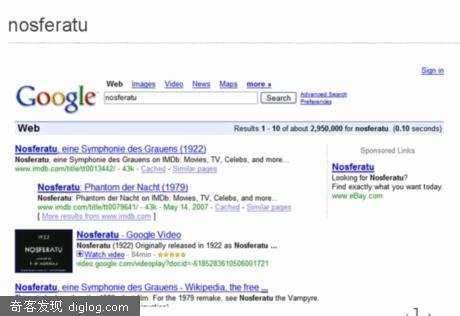 nosferatu
Sign in
Google
Web Images Video News Maps more »
nosferatu Search Advanced Search
Preferences
Web Results 1 - 10 of about 2,950,000 for nosferatu. (0.10 seconds)
Nosferatu, eine Symphonie des Grauens (1922)
Nosferatu, eine Symphonie des Grauens on IMDb: Movies, TV, Celebs, and more...
www.imdb.com/title/tt0013442/ - 43k - Cached - Similar pages
Nosferatu: Phantom der Nacht (1979)
Nosferatu: Phantom der Nacht on IMDb: Movies, TV, Celebs, and more...
www.imdb.com/title/tt0079641/ - 43k - May 14, 2007 - Cached - Similar pages
[ More results from www.imdb.com ]
Sponsored Links
Nosferatu
Looking for Nosferatu?
Find exactly what you want today.
www.eBay.com
NOSFERATU
Nosferatu - Google Video
Nosferatu (1922) Originally released in 1922 as Nosferatu ...
Watch video - 84min -
video.google.com/videoplay?docid=-6185283610506001721
Nosferatu, eine Symphonie des Grauens - Wikipedia, the free ...
film. For the 1979 remake, see Nosferatu the Vampyre.
奇客发现 diglog.com